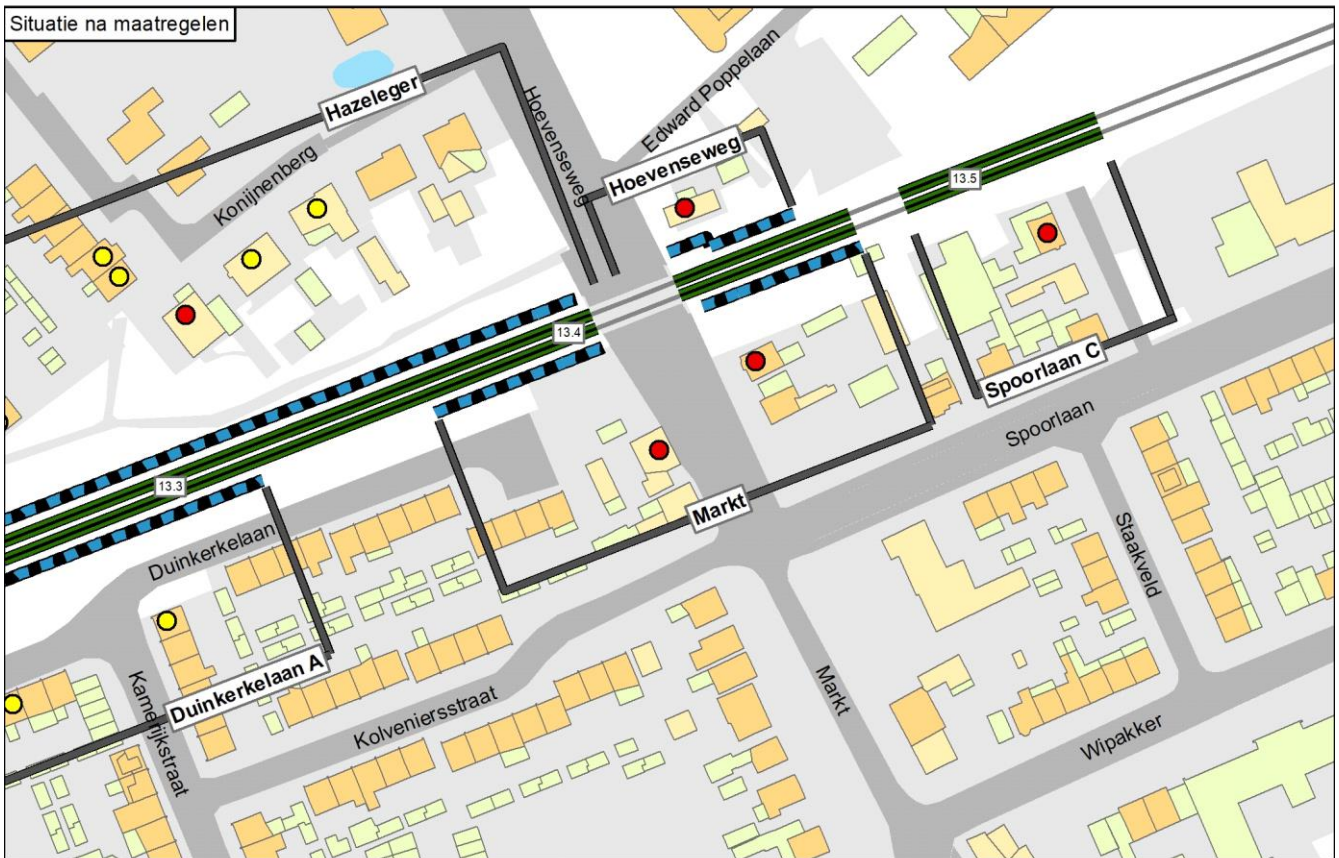 Situatie na maatregelen
Hazeleger
Hoevenseweg
Edward Poppelaan
Hoevenseweg
Konijnenberg
13.5
13.4
13.3
Spoorlaan C
Spoorlaan
Markt
Duinkerkelaan
Staakveld
Duinkerkelaan A
Kamerijkstraat
Kolveniersstraat
Markt
Wipakker